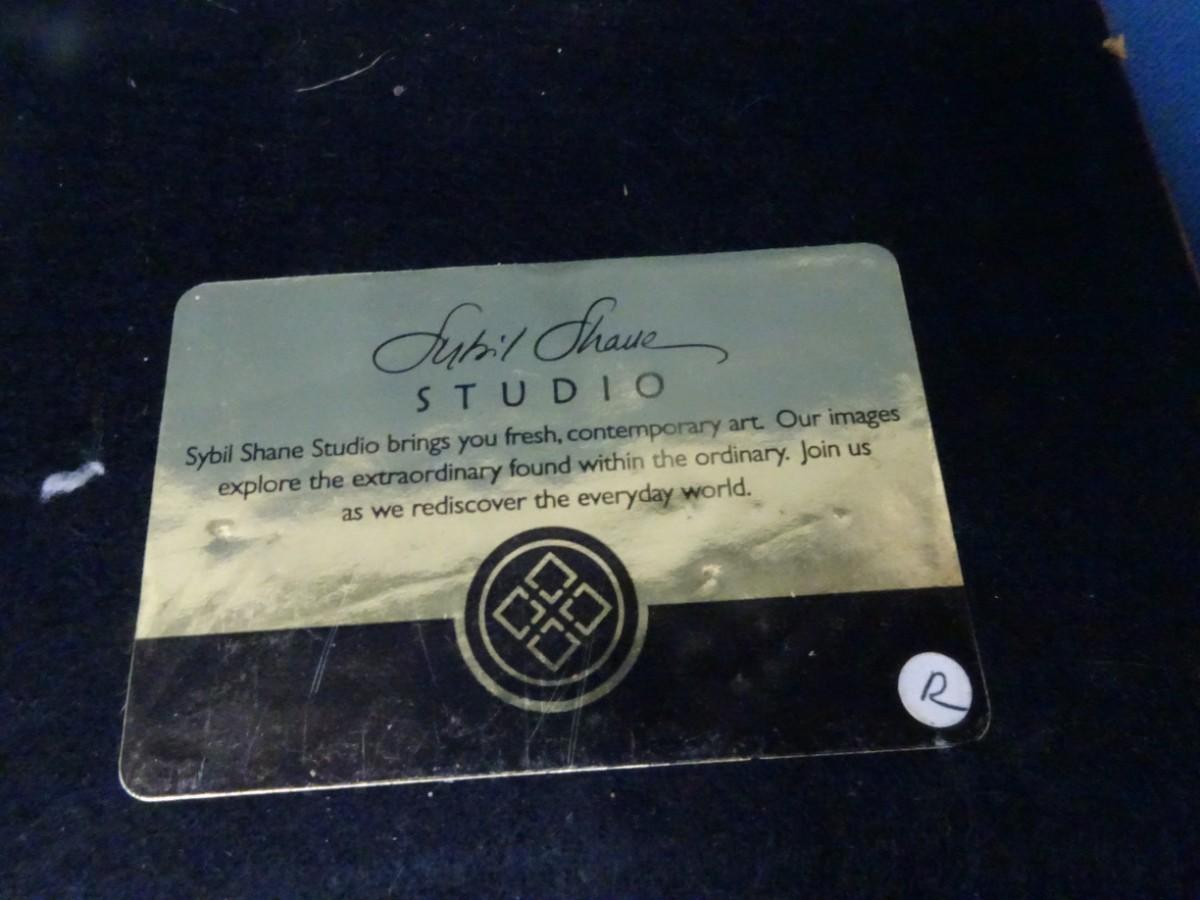 Sybil Shane
STUDIO
Sybil Shane Studio brings you fresh, contemporary art. Our images
explore the extraordinary found within the ordinary. Join us
as we rediscover the everyday world.
R